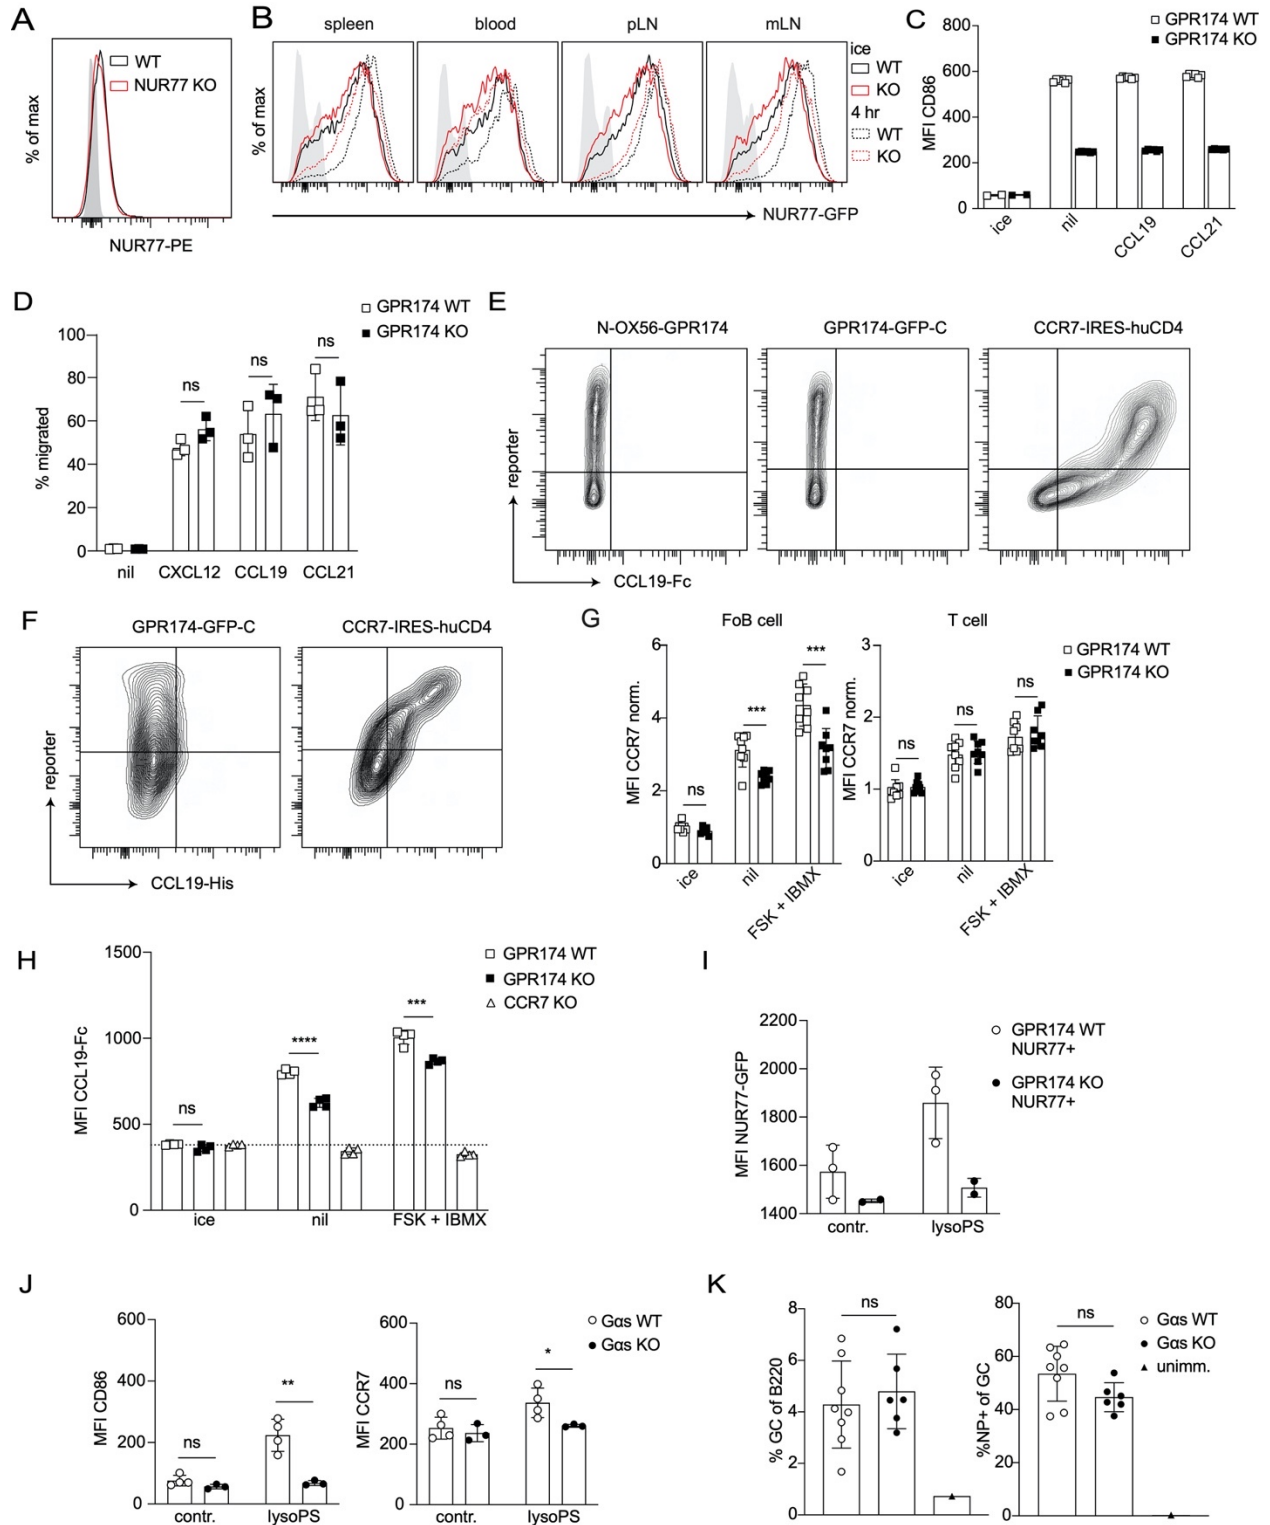 A
WT
NUR77 KO
% of max
NUR77-PE
B
spleen
blood
pLN
mLN
% of max
ice
WT
KO
4 hr
WT
KO
NUR77-GFP
C
GPR174 WT
GPR174 KO
MFI CD86
800
600
400
200
0
ice
nil
CCL19
CCL21
D
GPR174 WT
GPR174 KO
% migrated
100
80
60
40
20
0
ns
ns
ns
nil
CXCL12
CCL19
CCL21
E
N-OX56-GPR174
GPR174-GFP-C
CCR7-IRES-huCD4
reporter
CCL19-Fc
F
GPR174-GFP-C
CCR7-IRES-huCD4
reporter
CCL19-His
G
FoB cell
T cell
GPR174 WT
GPR174 KO
MFI CCR7 norm.
6
4
2
0
ns
***
***
ice
nil
FSK + IBMX
MFI CCR7 norm.
3
2
1
0
ns
ns
ns
ice
nil
FSK + IBMX
H
GPR174 WT
GPR174 KO
CCR7 KO
MFI CCL19-Fc
1500
1000
500
0
ns
****
***
ice
nil
FSK + IBMX
I
GPR174 WT
NUR77+
GPR174 KO
NUR77+
MFI NUR77-GFP
2200
2000
1800
1600
1400
contr.
lysoPS
J
MFI CD86
600
400
200
0
ns
**
contr.
lysoPS
MFI CCR7
600
400
200
0
ns
*
contr.
lysoPS
Gαs WT
Gαs KO
K
% GC of B220
8
6
4
2
0
ns
%NP+ of GC
80
60
40
20
0
ns
Gαs WT
Gαs KO
unimm.